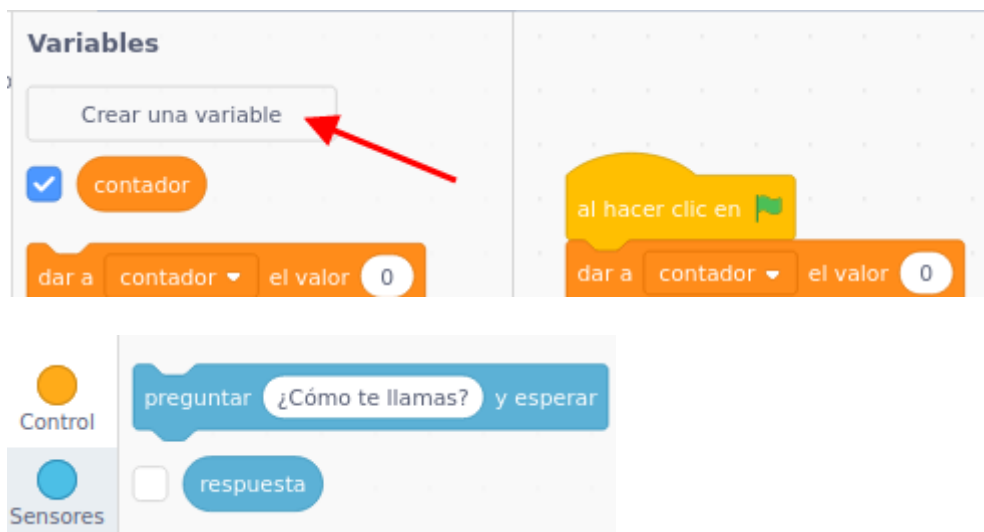 Variables
Crear una variable
contador
al hacer clic en
dar a contador el valor 0
dar a contador el valor 0
preguntar ¿Cómo te llamas? y esperar
Control
respuesta
Sensores